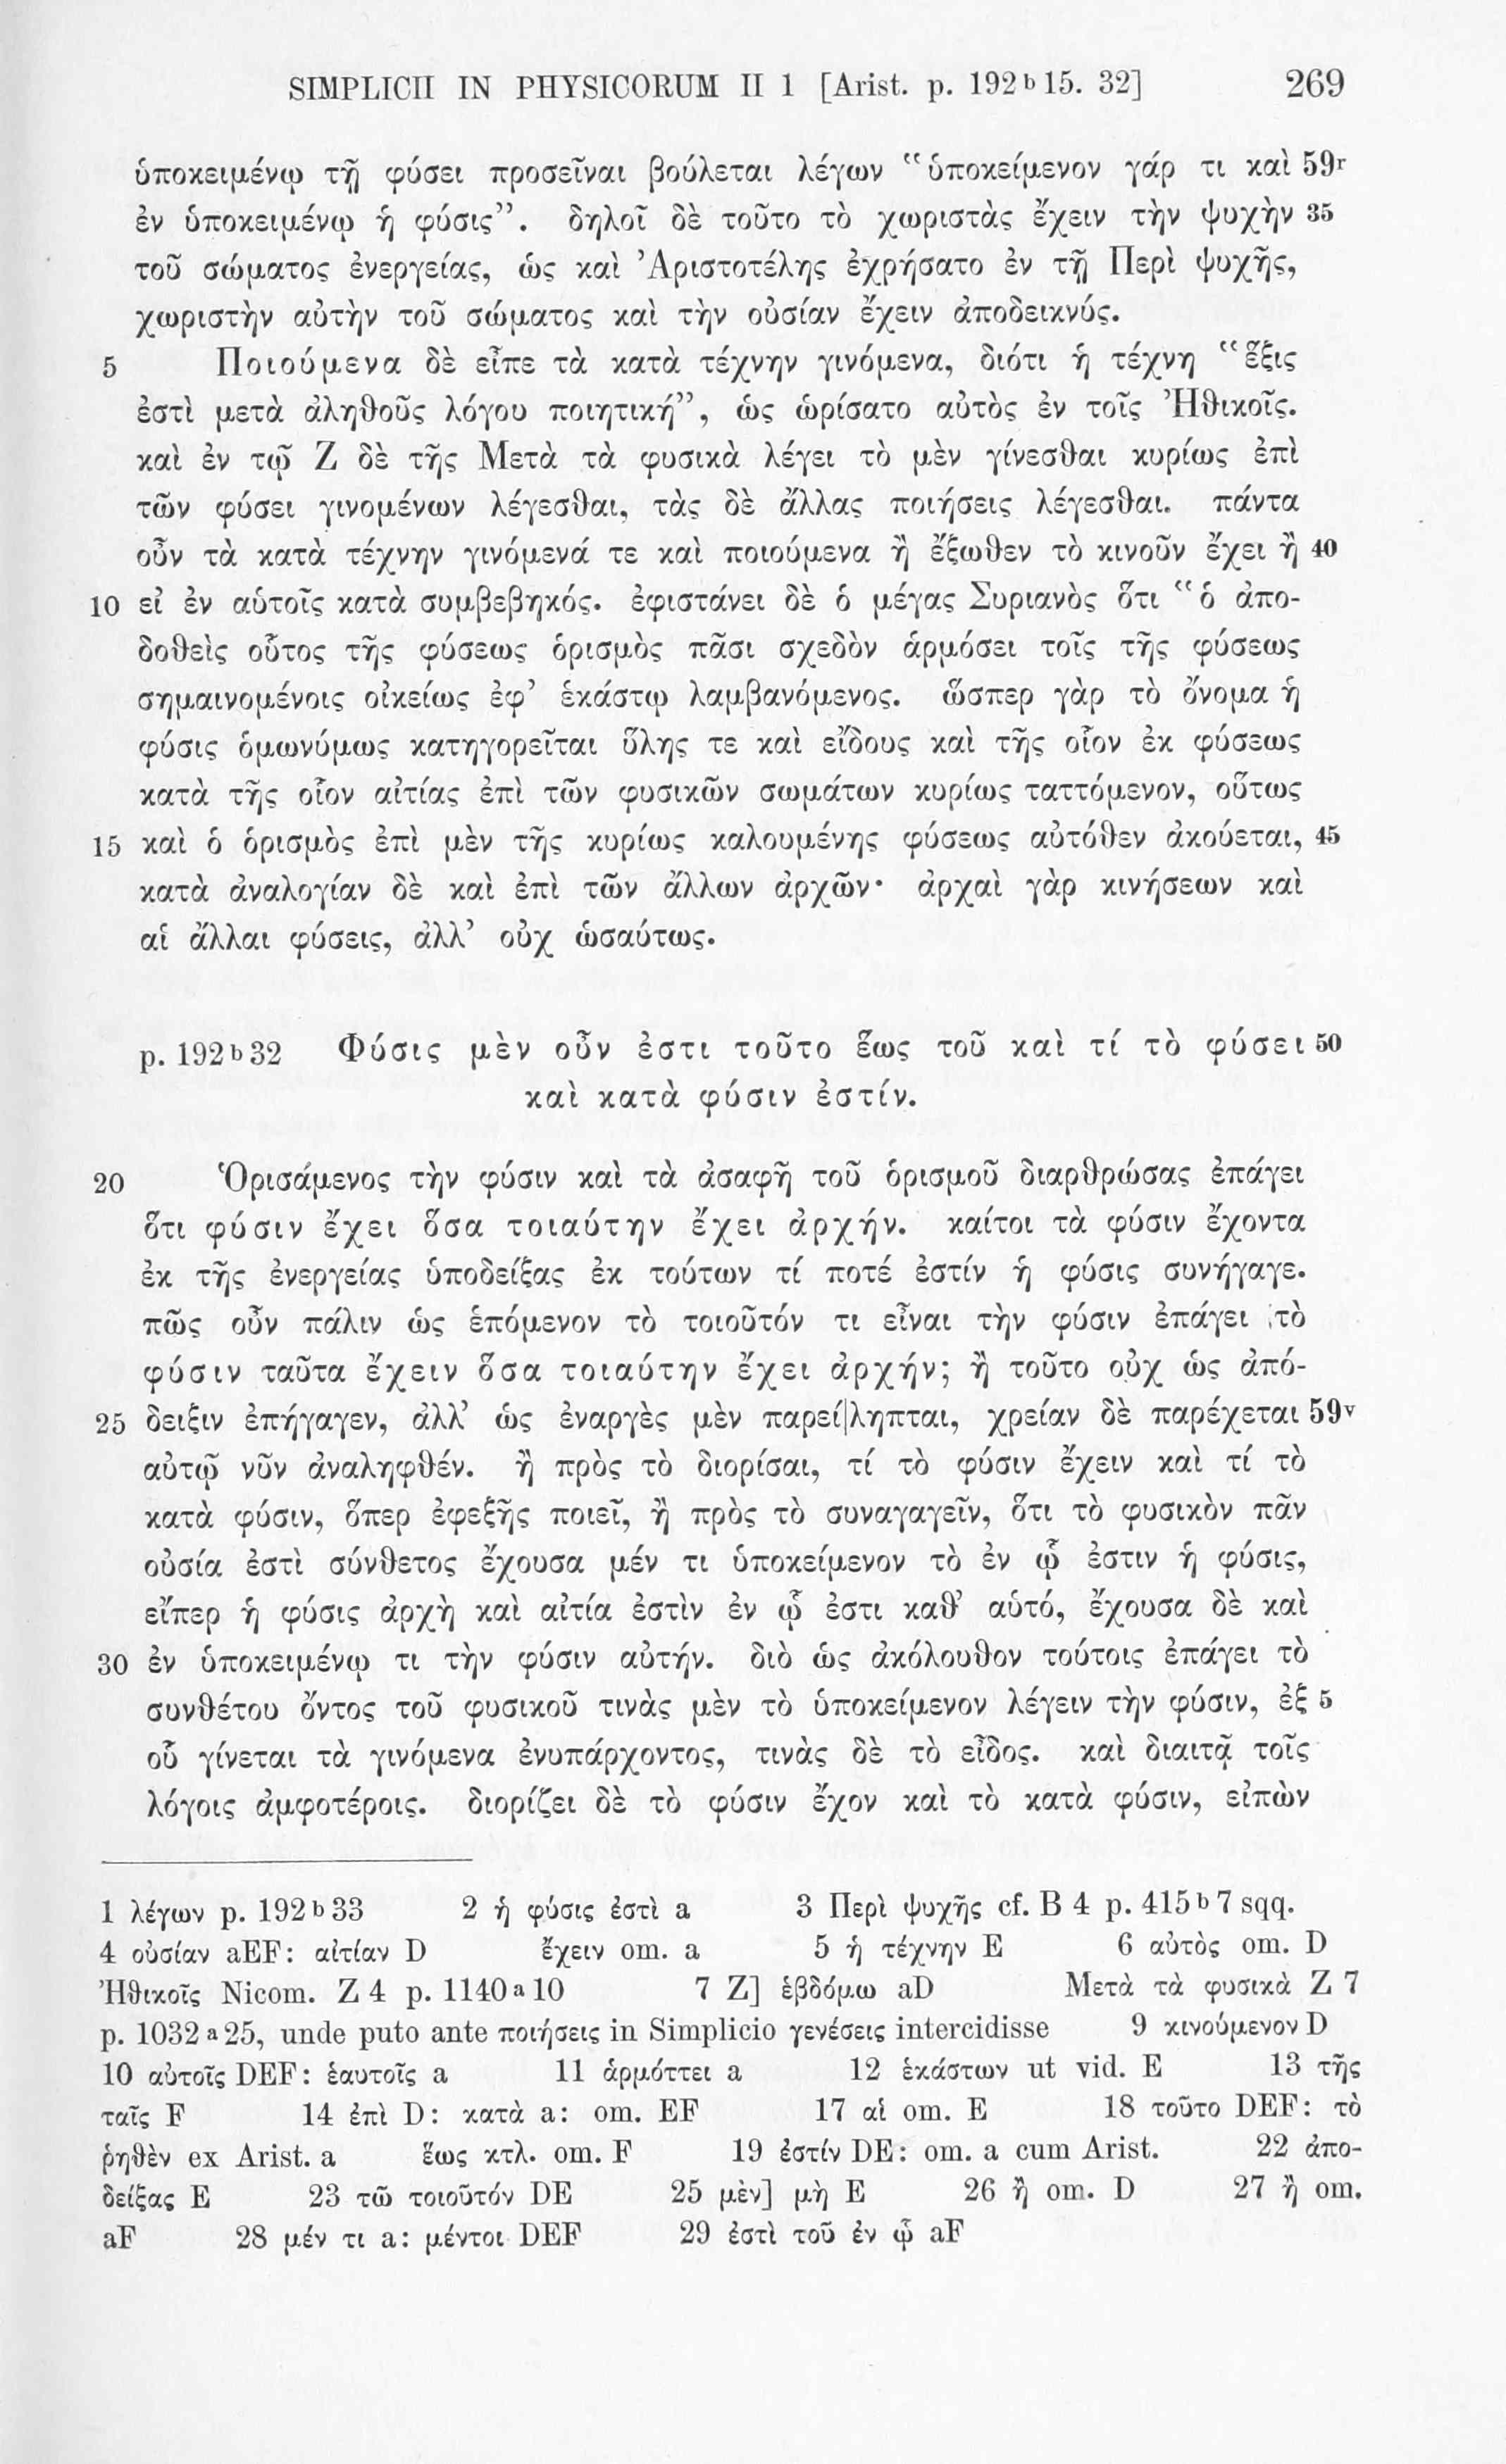 SIMPLICII IN PHYSICORUM II 1 [Arist. p. 192ᵇ15. 32] 269
ὑποκειμένῳ τῇ φύσει προσεῖναι βούλεται λέγων “ὑποκείμενον γάρ τι καὶ 59ʳ
ἐν ὑποκειμένῳ ἡ φύσις”. δηλοῖ δὲ τοῦτο τὸ χωριστὰς ἔχειν τὴν ψυχὴν 35
τοῦ σώματος ἐνεργείας, ὡς καὶ Ἀριστοτέλης ἐχρήσατο ἐν τῇ Περὶ ψυχῆς,
χωριστὴν αὐτὴν τοῦ σώματος καὶ τὴν οὐσίαν ἔχειν ἀποδεικνύς.
5 Ποιούμενα δὲ εἶπε τὰ κατὰ τέχνην γινόμενα, διότι ἡ τέχνη “ἕξις
ἐστὶ μετὰ ἀληθοῦς λόγου ποιητική”, ὡς ὡρίσατο αὐτὸς ἐν τοῖς Ἠθικοῖς.
καὶ ἐν τῷ Ζ δὲ τῆς Μετὰ τὰ φυσικὰ λέγει τὸ μὲν γίνεσθαι κυρίως ἐπὶ
τῶν φύσει γινομένων λέγεσθαι, τὰς δὲ ἄλλας ποιήσεις λέγεσθαι. πάντα
οὖν τὰ κατὰ τέχνην γινόμενά τε καὶ ποιούμενα ἢ ἔξωθεν τὸ κινοῦν ἔχει ἢ 40
10 εἰ ἐν αὑτοῖς κατὰ συμβεβηκός. ἐφιστάνει δὲ ὁ μέγας Συριανὸς ὅτι “ὁ ἀπο-
δοθεὶς οὗτος τῆς φύσεως ὁρισμὸς πᾶσι σχεδὸν ἁρμόσει τοῖς τῆς φύσεως
σημαινομένοις οἰκείως ἐφ’ ἑκάστῳ λαμβανόμενος. ὥσπερ γὰρ τὸ ὄνομα ἡ
φύσις ὁμωνύμως κατηγορεῖται ὕλης τε καὶ εἴδους καὶ τῆς οἷον ἐκ φύσεως
κατὰ τῆς οἷον αἰτίας ἐπὶ τῶν φυσικῶν σωμάτων κυρίως ταττόμενον, οὕτως
15 καὶ ὁ ὁρισμὸς ἐπὶ μὲν τῆς κυρίως καλουμένης φύσεως αὐτόθεν ἀκούεται, 45
κατὰ ἀναλογίαν δὲ καὶ ἐπὶ τῶν ἄλλων ἀρχῶν· ἀρχαὶ γὰρ κινήσεων καὶ
αἱ ἄλλαι φύσεις, ἀλλ’ οὐχ ὡσαύτως.
p. 192ᵇ32 Φύσις μὲν οὖν ἐστι τοῦτο ἕως τοῦ καὶ τί τὸ φύσει 50
καὶ κατὰ φύσιν ἐστίν.
20 Ὁρισάμενος τὴν φύσιν καὶ τὰ ἀσαφῆ τοῦ ὁρισμοῦ διαρθρώσας ἐπάγει
ὅτι φύσιν ἔχει ὅσα τοιαύτην ἔχει ἀρχήν. καίτοι τὰ φύσιν ἔχοντα
ἐκ τῆς ἐνεργείας ὑποδείξας ἐκ τούτων τί ποτέ ἐστίν ἡ φύσις συνήγαγε.
πῶς οὖν πάλιν ὡς ἑπόμενον τὸ τοιοῦτόν τι εἶναι τὴν φύσιν ἐπάγει τὸ
φύσιν ταῦτα ἔχειν ὅσα τοιαύτην ἔχει ἀρχήν; ἢ τοῦτο οὐχ ὡς ἀπό-
25 δειξιν ἐπήγαγεν, ἀλλ’ ὡς ἐναργὲς μὲν παρεί|ληπται, χρείαν δὲ παρέχεται 59ᵛ
αὐτῷ νῦν ἀναληφθέν. ἢ πρὸς τὸ διορίσαι, τί τὸ φύσιν ἔχειν καὶ τί τὸ
κατὰ φύσιν, ὅπερ ἐφεξῆς ποιεῖ, ἢ πρὸς τὸ συναγαγεῖν, ὅτι τὸ φυσικὸν πᾶν
οὐσία ἐστὶ σύνθετος ἔχουσα μέν τι ὑποκείμενον τὸ ἐν ᾧ ἐστιν ἡ φύσις,
εἴπερ ἡ φύσις ἀρχὴ καὶ αἰτία ἐστὶν ἐν ᾧ ἐστι καθ’ αὑτό, ἔχουσα δὲ καὶ
30 ἐν ὑποκειμένῳ τι τὴν φύσιν αὐτήν. διὸ ὡς ἀκόλουθον τούτοις ἐπάγει τὸ
συνθέτου ὄντος τοῦ φυσικοῦ τινὰς μὲν τὸ ὑποκείμενον λέγειν τὴν φύσιν, ἐξ 5
οὗ γίνεται τὰ γινόμενα ἐνυπάρχοντος, τινὰς δὲ τὸ εἶδος. καὶ διαιτᾷ τοῖς
λόγοις ἀμφοτέροις. διορίζει δὲ τὸ φύσιν ἔχον καὶ τὸ κατὰ φύσιν, εἰπὼν
1 λέγων p. 192ᵇ33 2 ἡ φύσις ἐστὶ a 3 Περὶ ψυχῆς cf. B 4 p. 415ᵇ7 sqq.
4 οὐσίαν aEF: αἰτίαν D ἔχειν om. a 5 ἡ τέχνην E 6 αὐτὸς om. D
Ἠθικοῖς Nicom. Z 4 p. 1140ᵃ10 7 Z] ἑβδόμω aD Μετὰ τὰ φυσικὰ Z 7
p. 1032ᵃ25, unde puto ante ποιήσεις in Simplicio γενέσεις intercidisse 9 κινούμενον D
10 αὑτοῖς DEF: ἑαυτοῖς a 11 ἁρμόττει a 12 ἑκάστων ut vid. E 13 τῆς
ταῖς F 14 ἐπὶ D: κατὰ a: om. EF 17 αἱ om. E 18 τοῦτο DEF: τὸ
ῥηθὲν ex Arist. a ἕως κτλ. om. F 19 ἐστίν DE: om. a cum Arist. 22 ἀπο-
δείξας E 23 τῶ τοιοῦτόν DE 25 μὲν] μὴ E 26 ἢ om. D 27 ἢ om.
aF 28 μέν τι a: μέντοι DEF 29 ἐστὶ τοῦ ἐν ᾧ aF